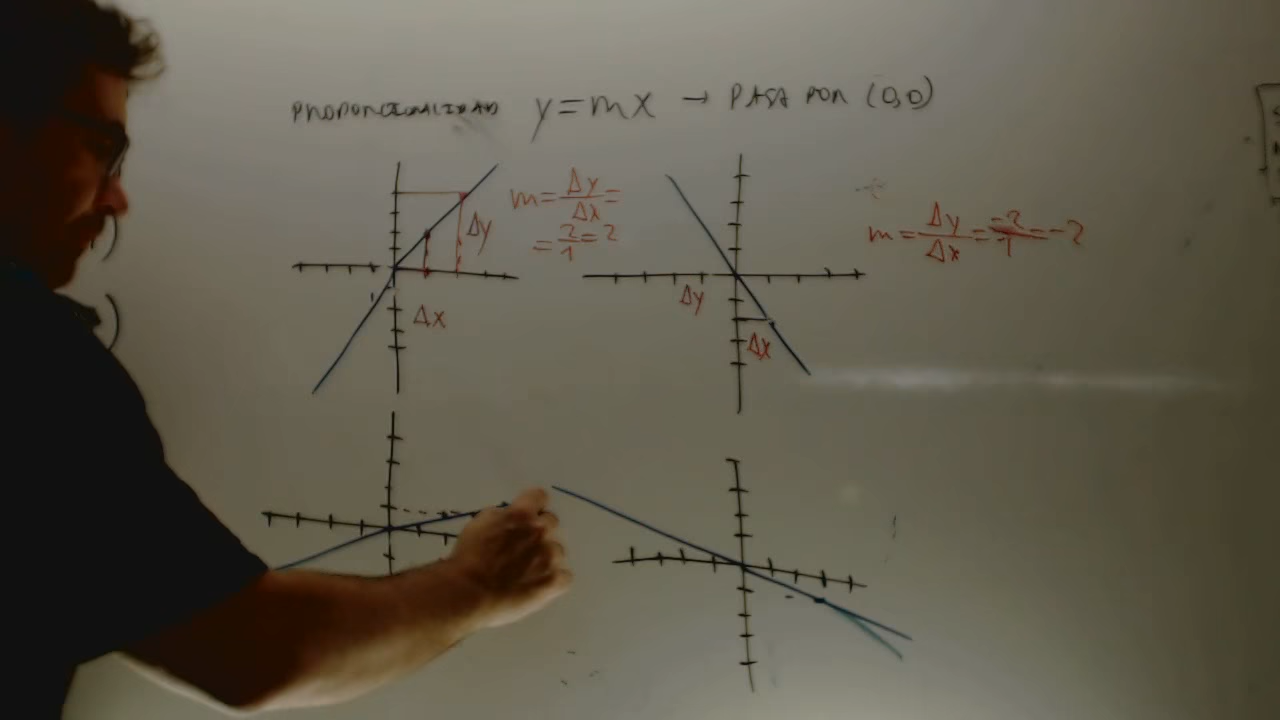 PROPORCIONALIDAD y = mx → PASA POR (0,0)
m = Δy/Δx =
= 2/1 = 2
Δy
Δx
m = Δy/Δx = -2/1 = -2
Δy
Δx